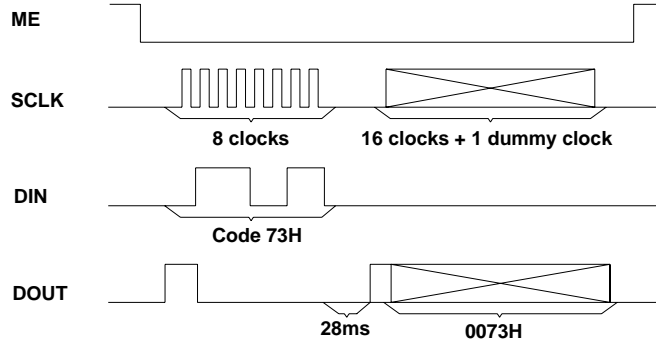 ME
SCLK
8 clocks
16 clocks + 1 dummy clock
DIN
Code 73H
DOUT
28ms
0073H